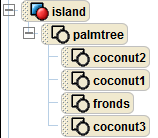 island
palmtree
coconut2
coconut1
fronds
coconut3